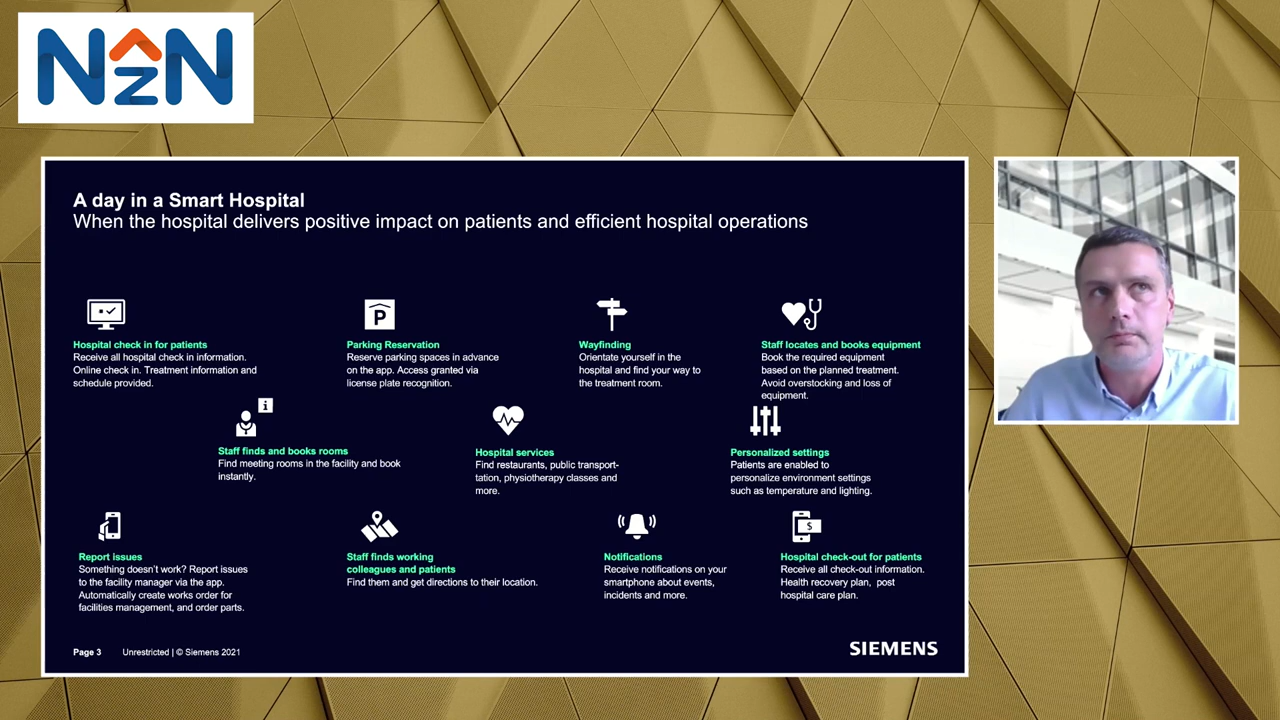 NzN
A day in a Smart Hospital
When the hospital delivers positive impact on patients and efficient hospital operations
P
Hospital check in for patients
Receive all hospital check in information.
Online check in. Treatment information and
schedule provided.
Parking Reservation
Reserve parking spaces in advance
on the app. Access granted via
license plate recognition.
Wayfinding
Orientate yourself in the
hospital and find your way to
the treatment room.
Staff locates and books equipment
Book the required equipment
based on the planned treatment.
Avoid overstocking and loss of
equipment.
i
Staff finds and books rooms
Find meeting rooms in the facility and book
instantly.
Hospital services
Find restaurants, public transport-
tation, physiotherapy classes and
more.
Personalized settings
Patients are enabled to
personalize environment settings
such as temperature and lighting.
Report issues
Something doesn't work? Report issues
to the facility manager via the app.
Automatically create works order for
facilities management, and order parts.
Staff finds working
colleagues and patients
Find them and get directions to their location.
Notifications
Receive notifications on your
smartphone about events,
incidents and more.
$
Hospital check-out for patients
Receive all check-out information.
Health recovery plan, post
hospital care plan.
Page 3 Unrestricted | © Siemens 2021
SIEMENS